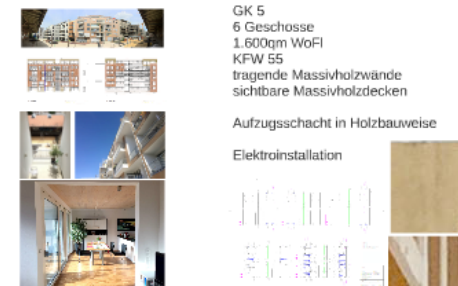 GK 5
6 Geschosse
1.600qm WoFl
KFW 55
tragende Massivholzwände
sichtbare Massivholzdecken
Aufzugsschacht in Holzbauweise
Elektroinstallation